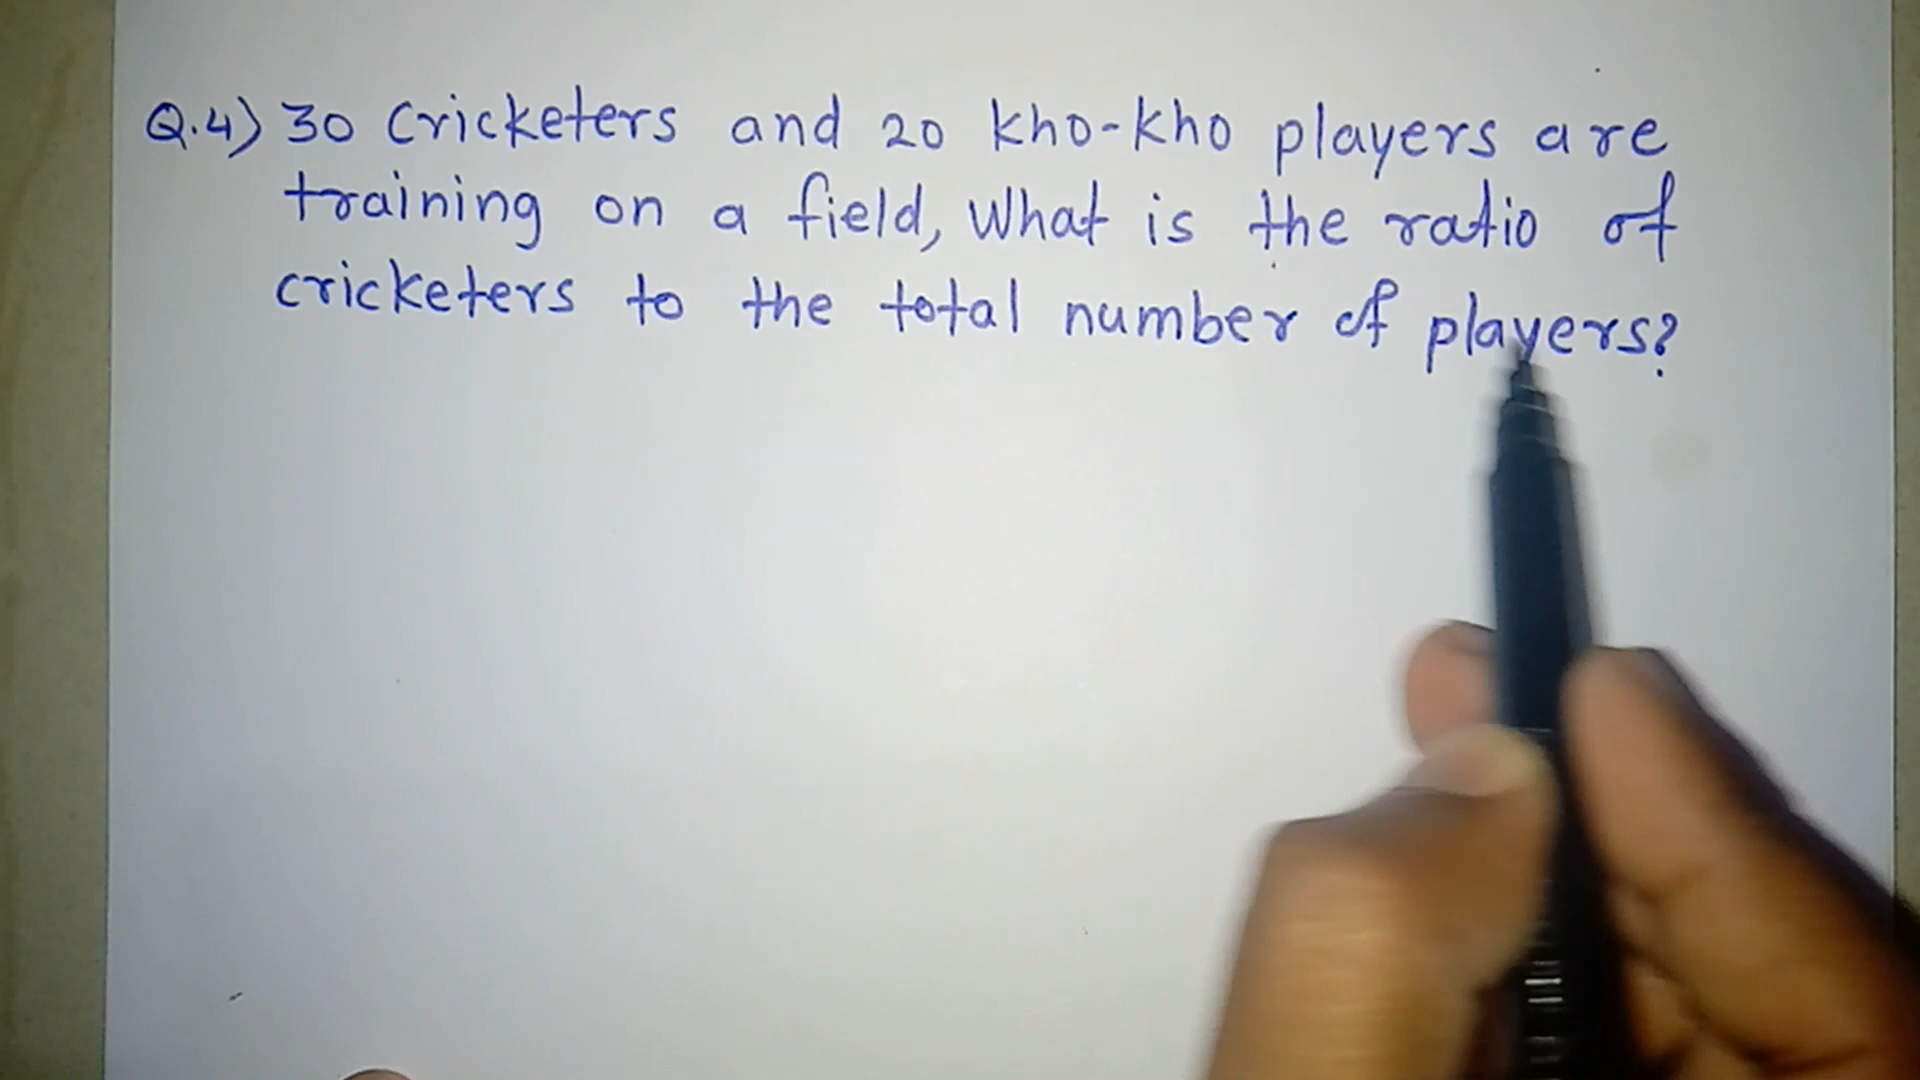 Q.4) 30 Cricketers and 20 kho-kho players are
training on a field, What is the ratio of
cricketers to the total number of players?